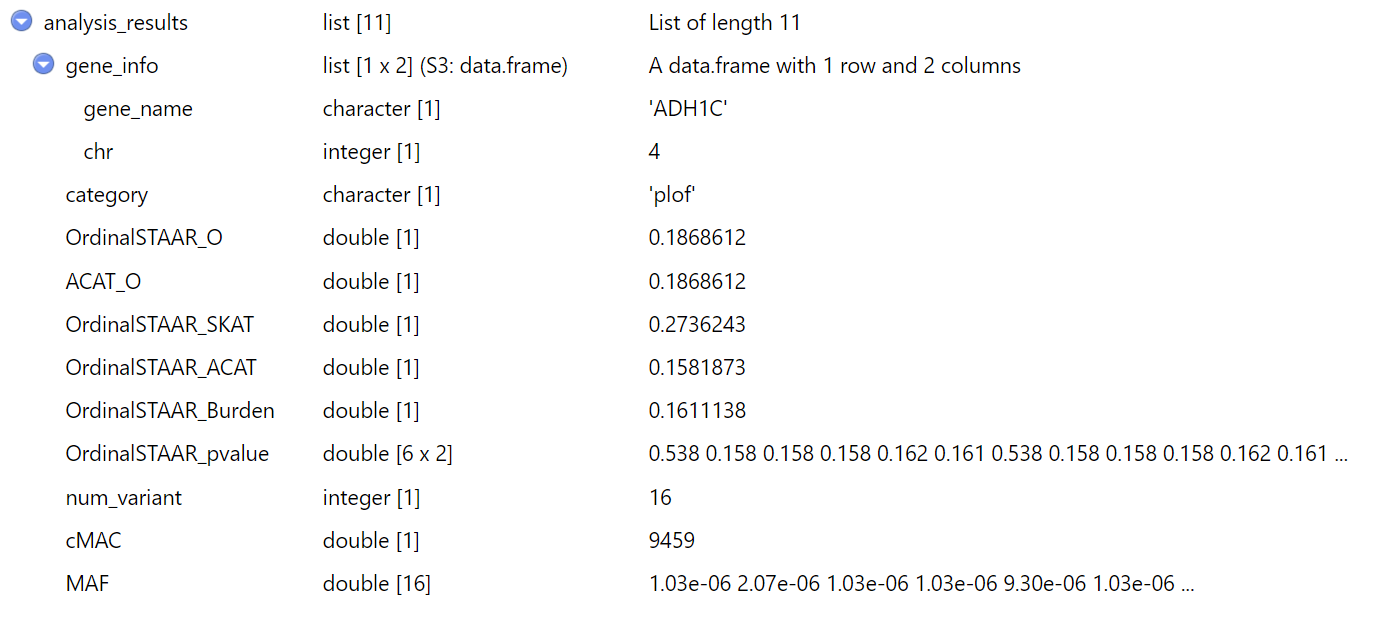 analysis_results list [11] List of length 11
gene_info list [1 x 2] (S3: data.frame) A data.frame with 1 row and 2 columns
gene_name character [1] 'ADH1C'
chr integer [1] 4
category character [1] 'plof'
OrdinalSTAAR_O double [1] 0.1868612
ACAT_O double [1] 0.1868612
OrdinalSTAAR_SKAT double [1] 0.2736243
OrdinalSTAAR_ACAT double [1] 0.1581873
OrdinalSTAAR_Burden double [1] 0.1611138
OrdinalSTAAR_pvalue double [6 x 2] 0.538 0.158 0.158 0.158 0.162 0.161 0.538 0.158 0.158 0.158 0.162 0.161 ...
num_variant integer [1] 16
cMAC double [1] 9459
MAF double [16] 1.03e-06 2.07e-06 1.03e-06 1.03e-06 9.30e-06 1.03e-06 ...